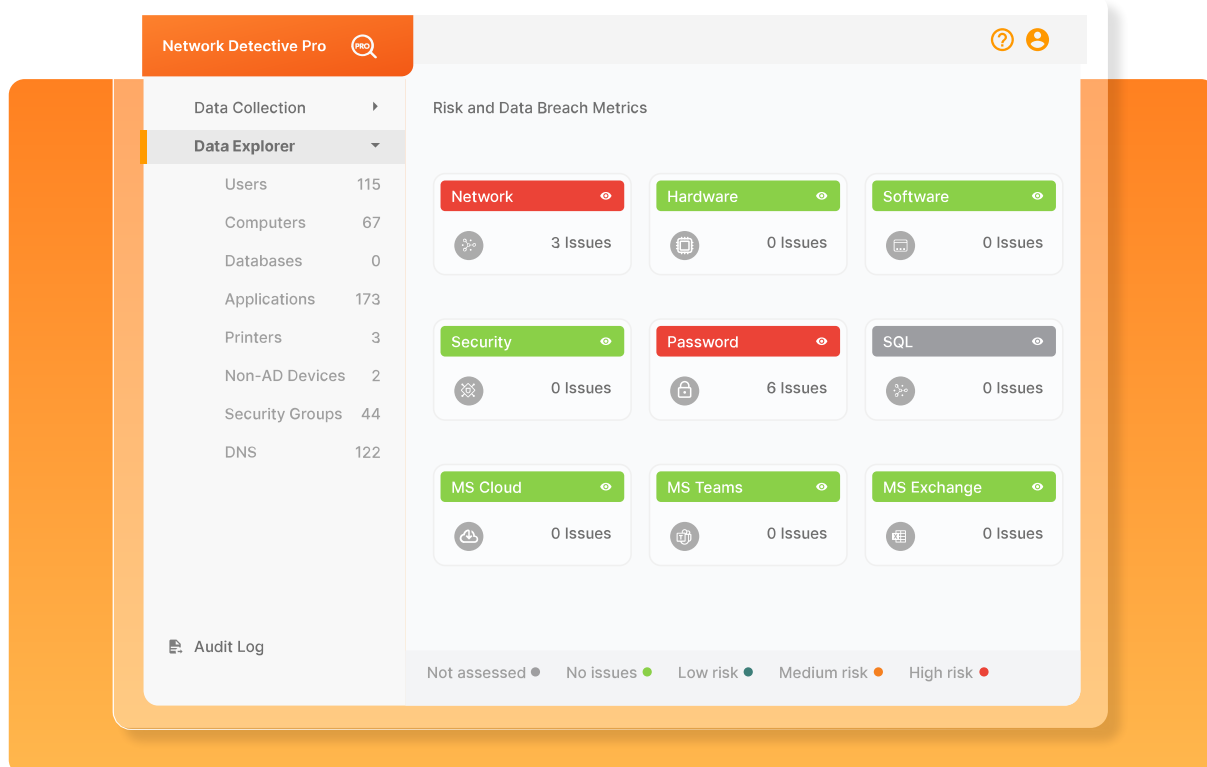 Network Detective Pro PRO
Data Collection
Data Explorer
Users 115
Computers 67
Databases 0
Applications 173
Printers 3
Non-AD Devices 2
Security Groups 44
DNS 122
Audit Log
?
Risk and Data Breach Metrics
Network
3 Issues
Hardware
0 Issues
Software
0 Issues
Security
0 Issues
Password
6 Issues
SQL
0 Issues
MS Cloud
0 Issues
MS Teams
0 Issues
MS Exchange
0 Issues
Not assessed No issues Low risk Medium risk High risk